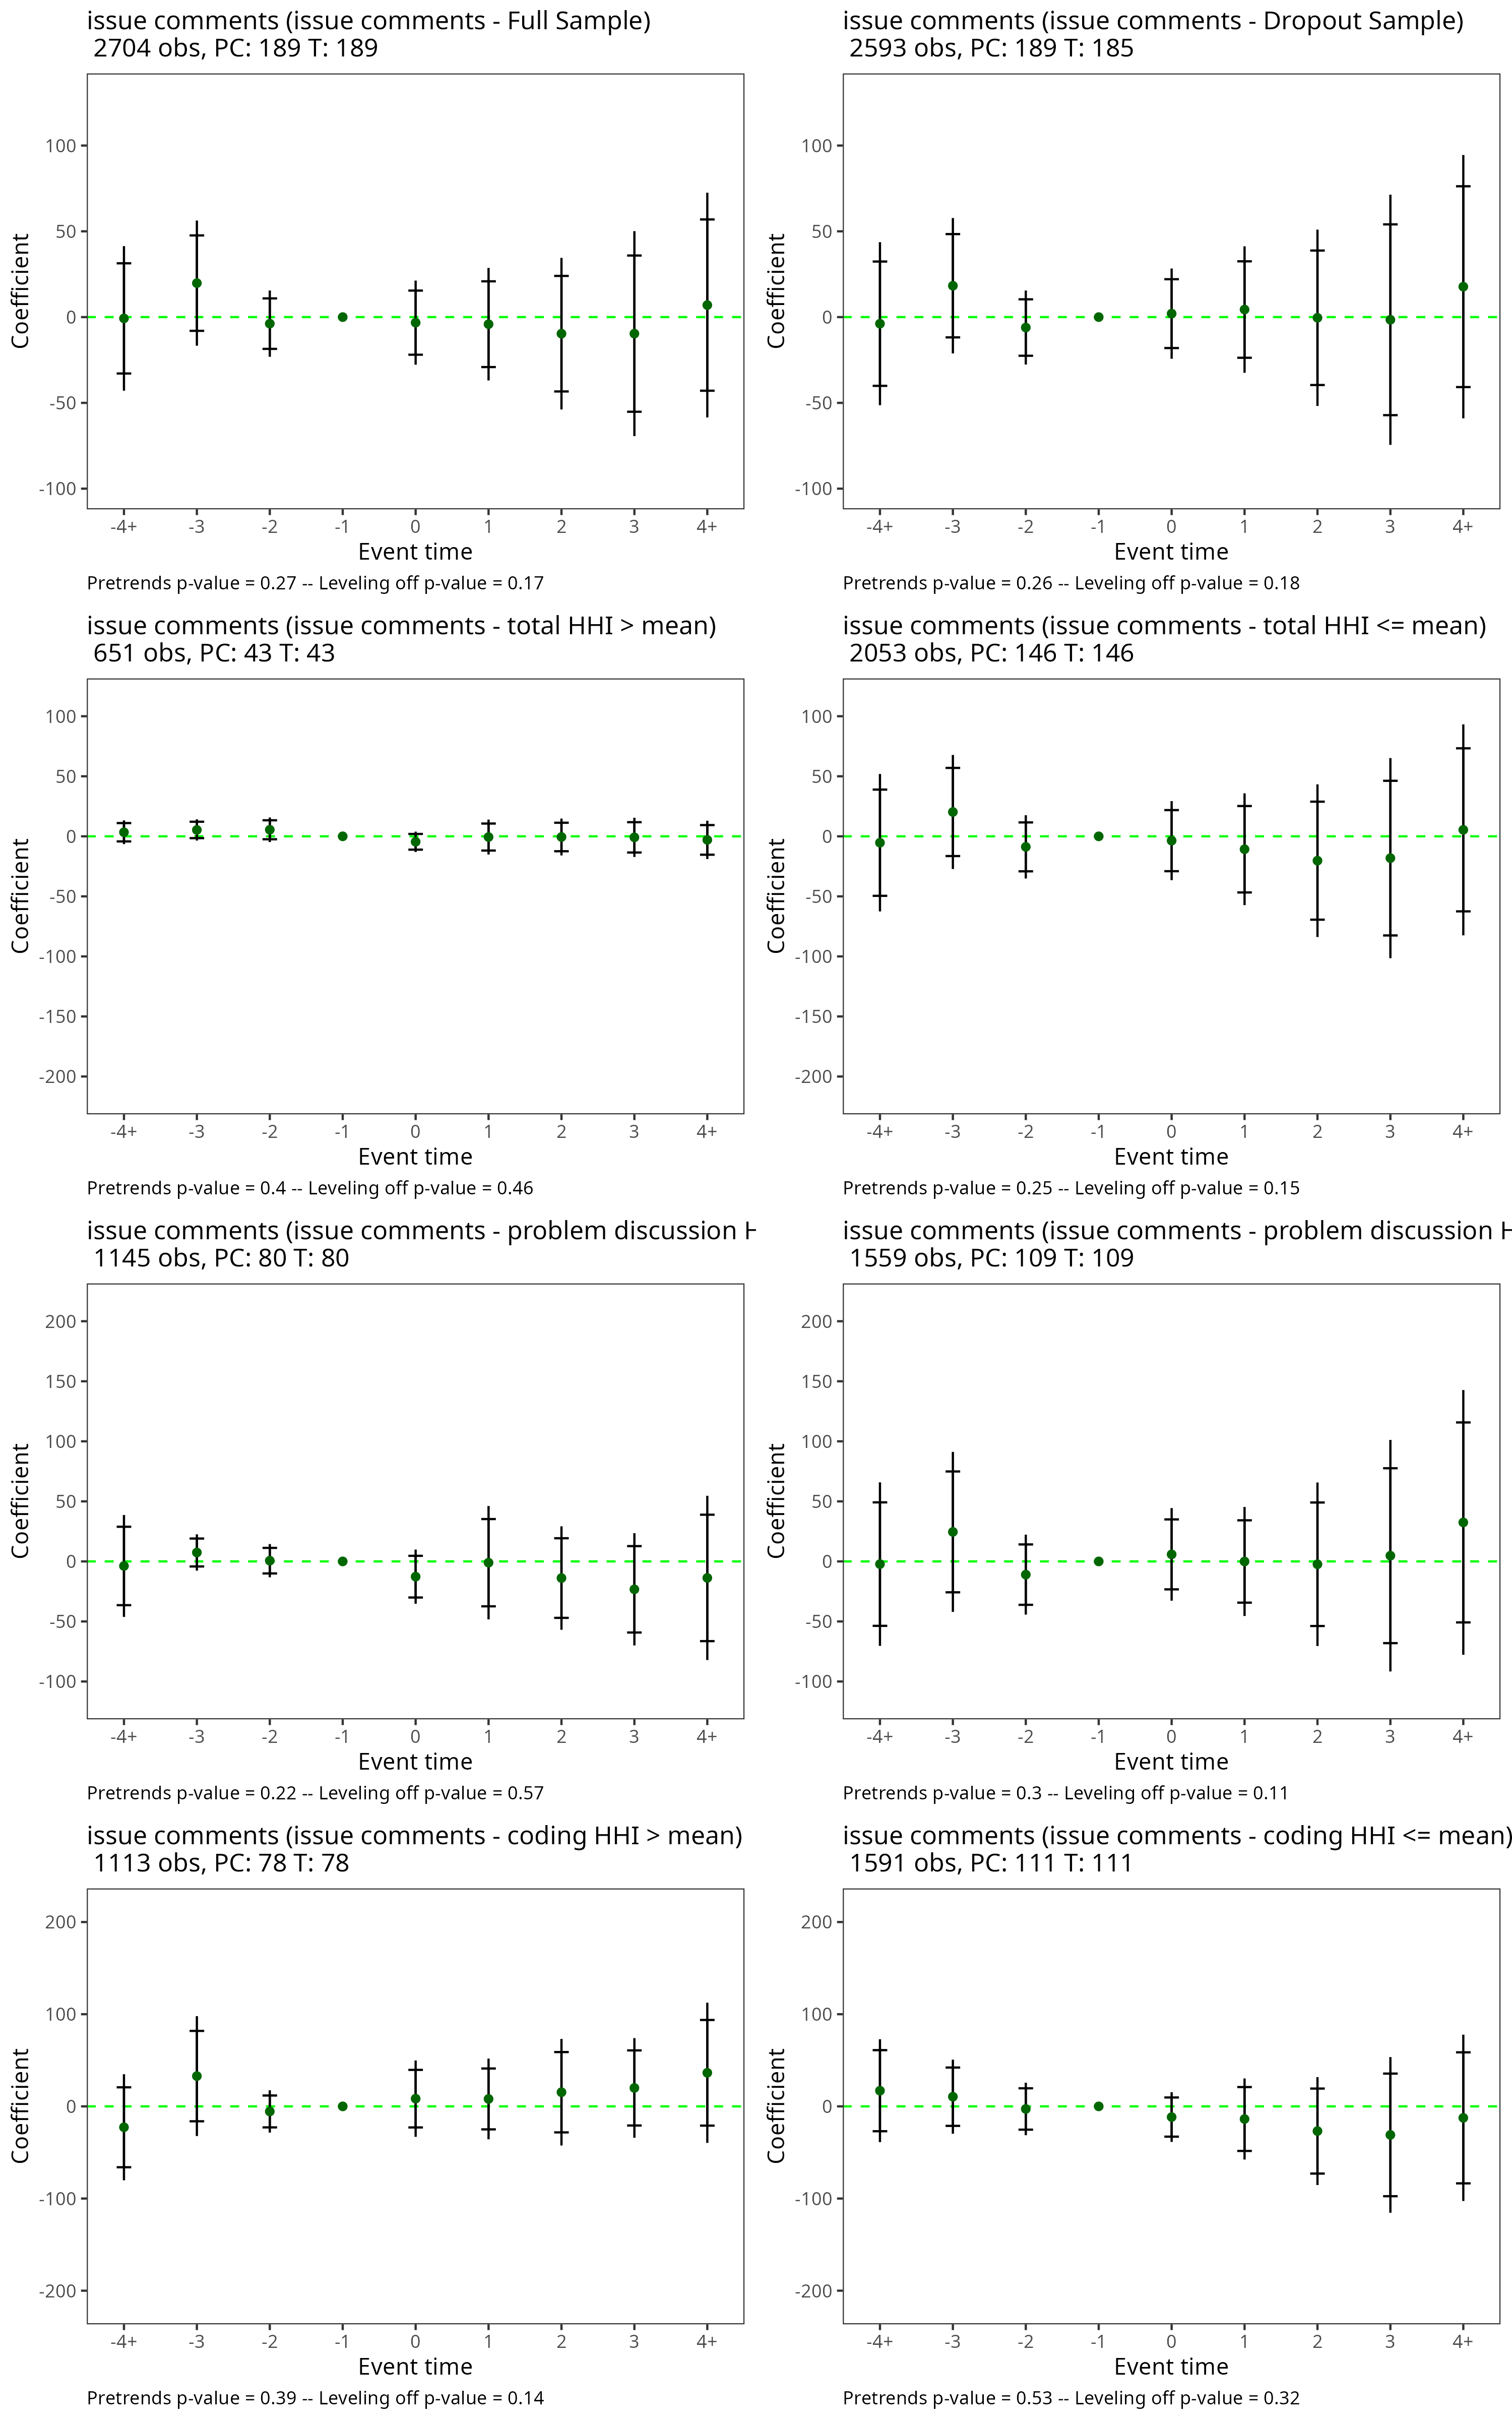 issue comments (issue comments - Full Sample)
2704 obs, PC: 189 T: 189
100
50
0
-50
-100
Coefficient
-4+ -3 -2 -1 0 1 2 3 4+
Event time
Pretrends p-value = 0.27 -- Leveling off p-value = 0.17
issue comments (issue comments - Dropout Sample)
2593 obs, PC: 189 T: 185
100
50
0
-50
-100
Coefficient
-4+ -3 -2 -1 0 1 2 3 4+
Event time
Pretrends p-value = 0.26 -- Leveling off p-value = 0.18
issue comments (issue comments - total HHI > mean)
651 obs, PC: 43 T: 43
100
50
0
-50
-100
-150
-200
Coefficient
-4+ -3 -2 -1 0 1 2 3 4+
Event time
Pretrends p-value = 0.4 -- Leveling off p-value = 0.46
issue comments (issue comments - total HHI <= mean)
2053 obs, PC: 146 T: 146
100
50
0
-50
-100
-150
-200
Coefficient
-4+ -3 -2 -1 0 1 2 3 4+
Event time
Pretrends p-value = 0.25 -- Leveling off p-value = 0.15
issue comments (issue comments - problem discussion
1145 obs, PC: 80 T: 80
200
150
100
50
0
-50
-100
Coefficient
-4+ -3 -2 -1 0 1 2 3 4+
Event time
Pretrends p-value = 0.22 -- Leveling off p-value = 0.57
issue comments (issue comments - problem discussion
1559 obs, PC: 109 T: 109
200
150
100
50
0
-50
-100
Coefficient
-4+ -3 -2 -1 0 1 2 3 4+
Event time
Pretrends p-value = 0.3 -- Leveling off p-value = 0.11
issue comments (issue comments - coding HHI > mean)
1113 obs, PC: 78 T: 78
200
100
0
-100
-200
Coefficient
-4+ -3 -2 -1 0 1 2 3 4+
Event time
Pretrends p-value = 0.39 -- Leveling off p-value = 0.14
issue comments (issue comments - coding HHI <= mean)
1591 obs, PC: 111 T: 111
200
100
0
-100
-200
Coefficient
-4+ -3 -2 -1 0 1 2 3 4+
Event time
Pretrends p-value = 0.53 -- Leveling off p-value = 0.32